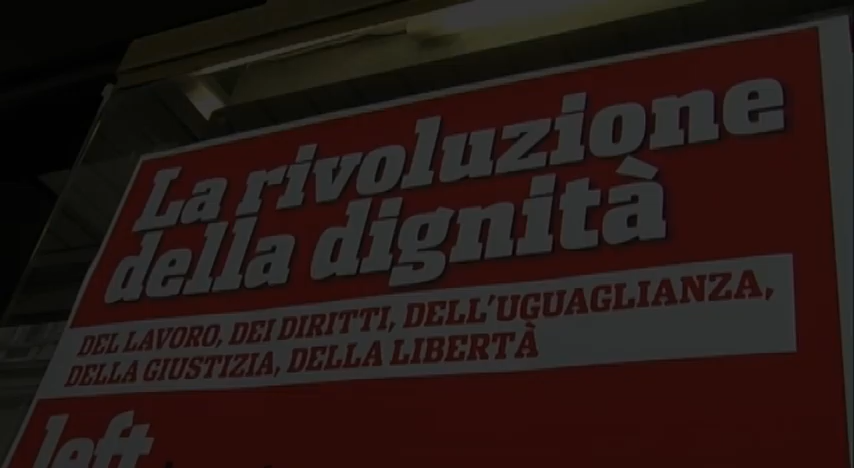 La rivoluzione
della dignità
DEL LAVORO, DEI DIRITTI, DELL'UGUAGLIANZA,
DELLA GIUSTIZIA, DELLA LIBERTÀ
left